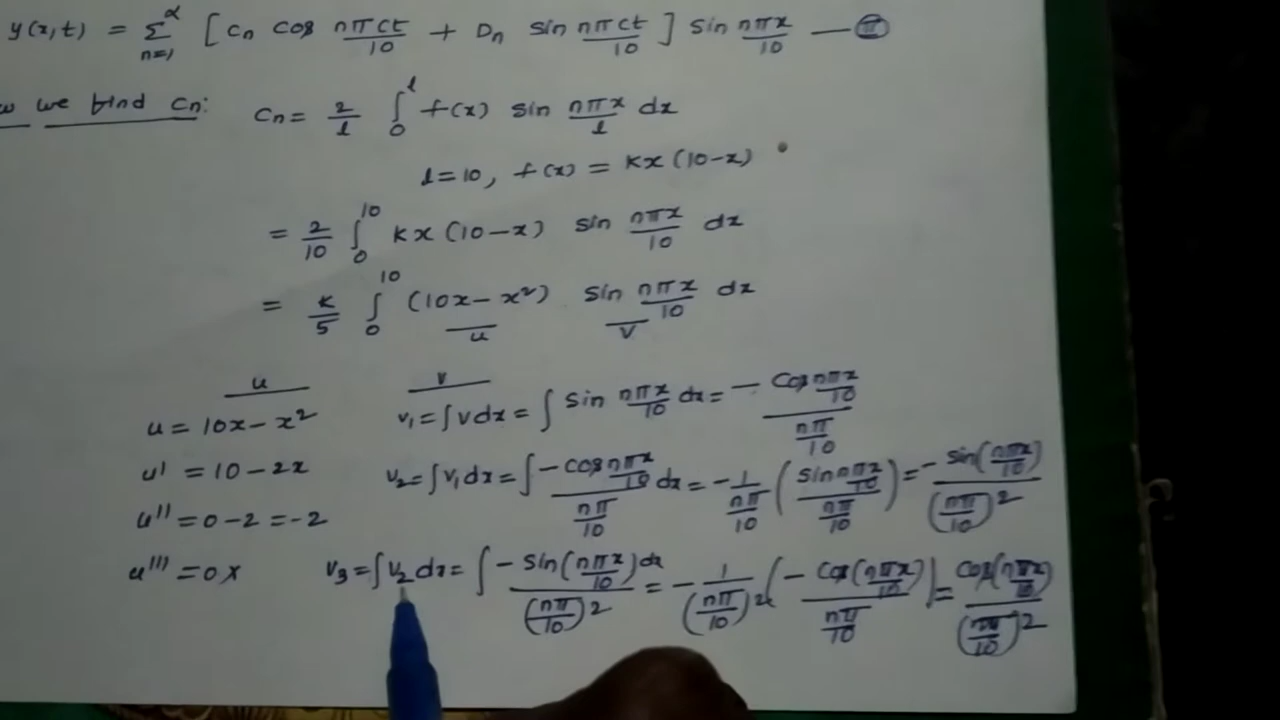 y(x,t) = Σ_{n=1}^{α} [Cn cos nπct/10 + Dn sin nπct/10] sin nπx/10 — II
w we find Cn: Cn = 2/l ∫_0^l f(x) sin nπx/l dx
l=10, f(x) = kx(10-x)
= 2/10 ∫_0^10 kx(10-x) sin nπx/10 dx
= k/5 ∫_0^10 (10x-x²) sin nπx/10 dx
u v
u v
u = 10x-x² v₁=∫vdx = ∫sin nπx/10 dx = - cos nπx/10 / nπ/10
u' = 10-2x v₂=∫v₁dx = ∫ -cos nπx/10 / nπ/10 dx = - 1/(nπ/10) (sin nπx/10 / nπ/10) = -sin(nπx/10) / (nπ/10)²
u'' = 0-2 = -2
u''' = 0x v₃=∫v₂dx = ∫ -sin(nπx/10)dx / (nπ/10)² = - 1/(nπ/10)² (-cos(nπx/10) / nπ/10) = cos(nπx/10) / (nπ/10)²